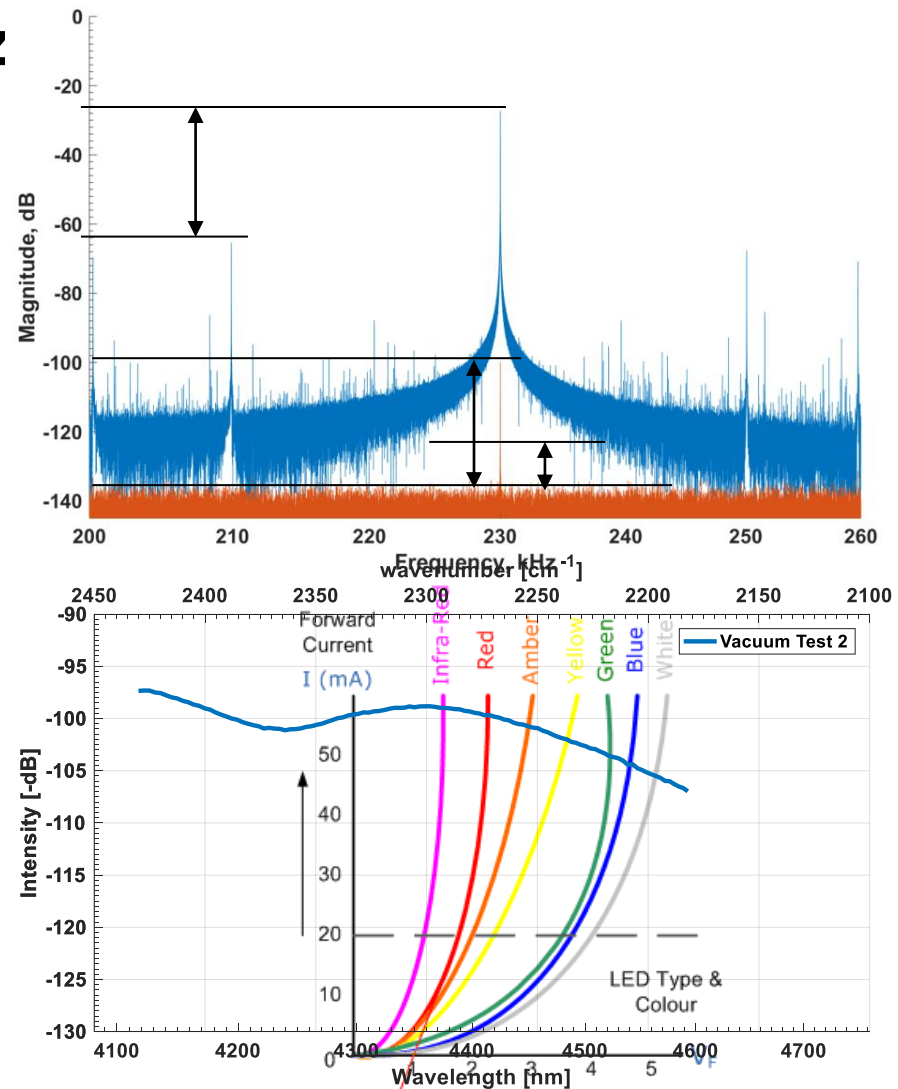 z
0
-20
-40
-60
-80
-100
-120
-140
Magnitude, dB
200 210 220 230 240 250 260
Frequency, kHz
wavenumber [cm⁻¹]
2450 2400 2350 2300 2250 2200 2150 2100
-90
-95
-100
-105
-110
-115
-120
-125
-130
Intensity [-dB]
Forward
Current
I (mA)
Infra-Red
Red
Amber
Yellow
Green
Blue
White
Vacuum Test 2
50
40
30
20
10
0
LED Type &
Colour
4100 4200 4300 4400 4500 4600 4700
1 2 3 4 5 VF
Wavelength [nm]